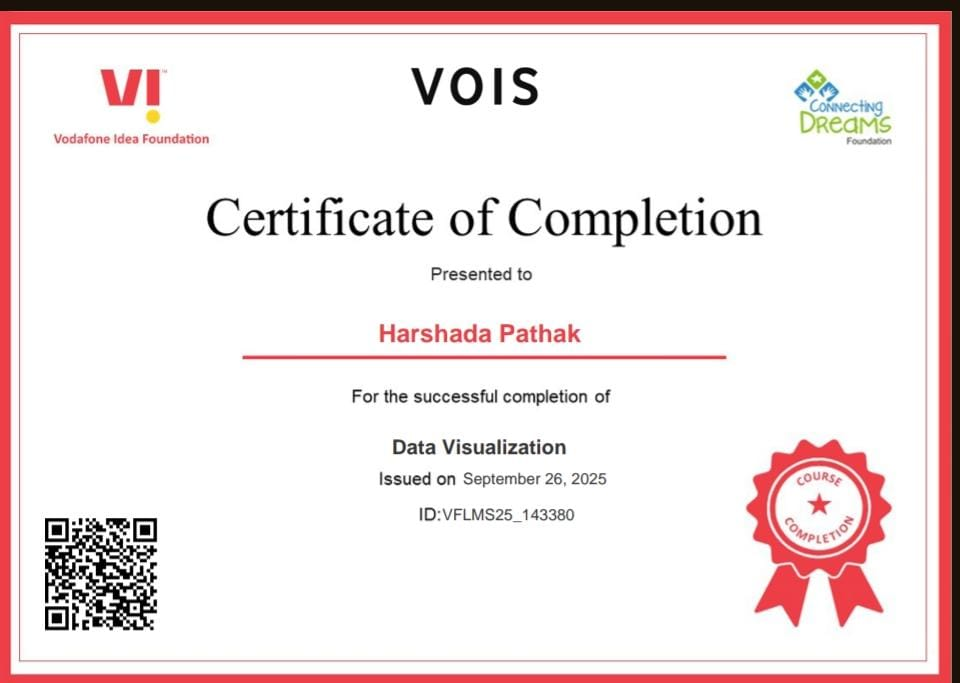 VI™
Vodafone Idea Foundation
VOIS
Connecting
Dreams
Foundation
Certificate of Completion
Presented to
Harshada Pathak
For the successful completion of
Data Visualization
Issued on September 26, 2025
ID:VFLMS25_143380
COURSE
COMPLETION